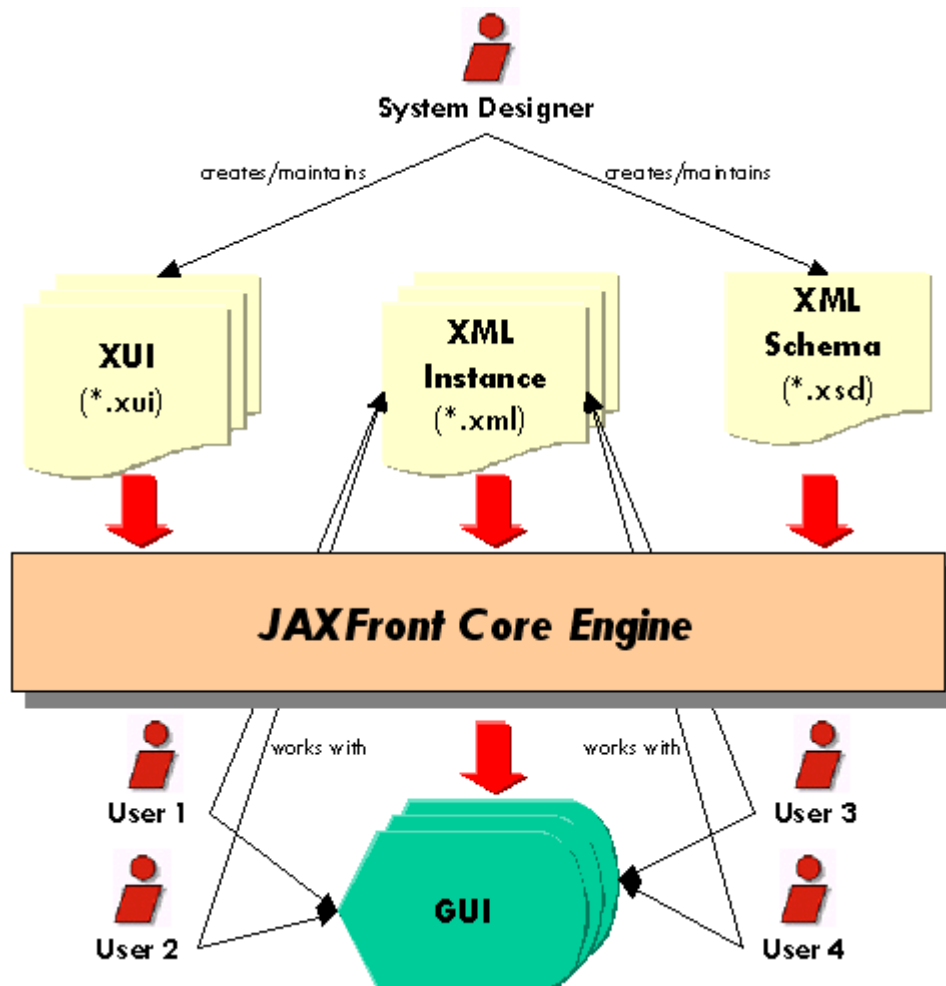 System Designer
creates/maintains
creates/maintains
XUI
(*.xui)
XML
Instance
(*.xml)
XML
Schema
(*.xsd)
JAXFront Core Engine
works with
works with
User 1
User 3
GUI
User 2
User 4